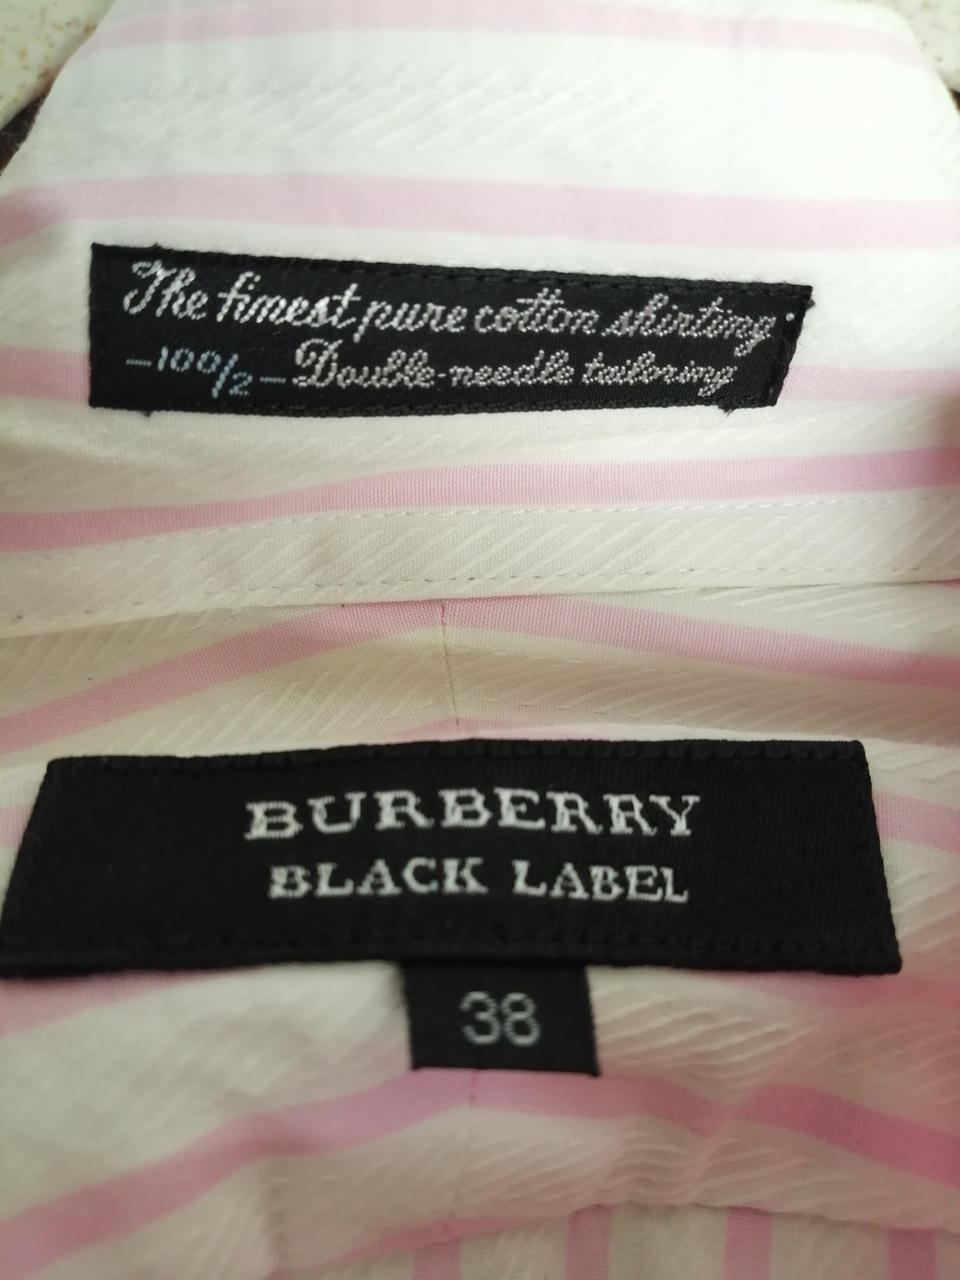 The finest pure cotton shirting
-100/2- Double-needle tailoring
BURBERRY
BLACK LABEL
38